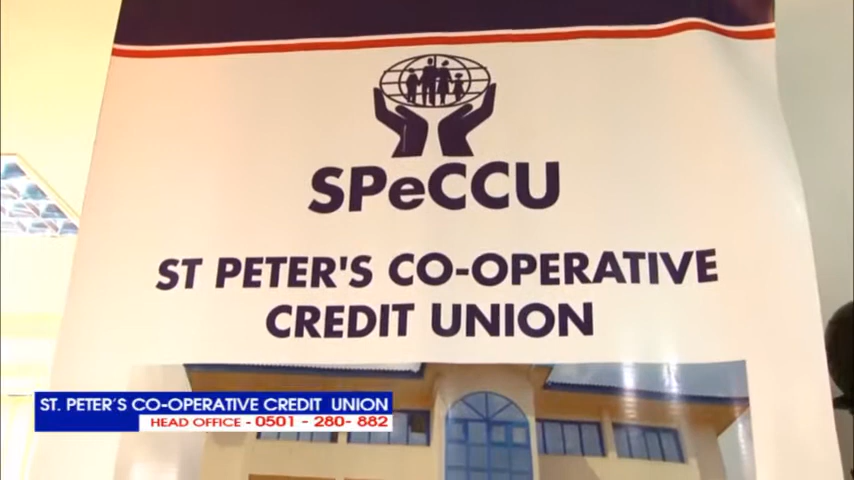 SPeCCU
ST PETER'S CO-OPERATIVE
CREDIT UNION
ST. PETER'S CO-OPERATIVE CREDIT UNION
HEAD OFFICE - 0501 - 280- 882